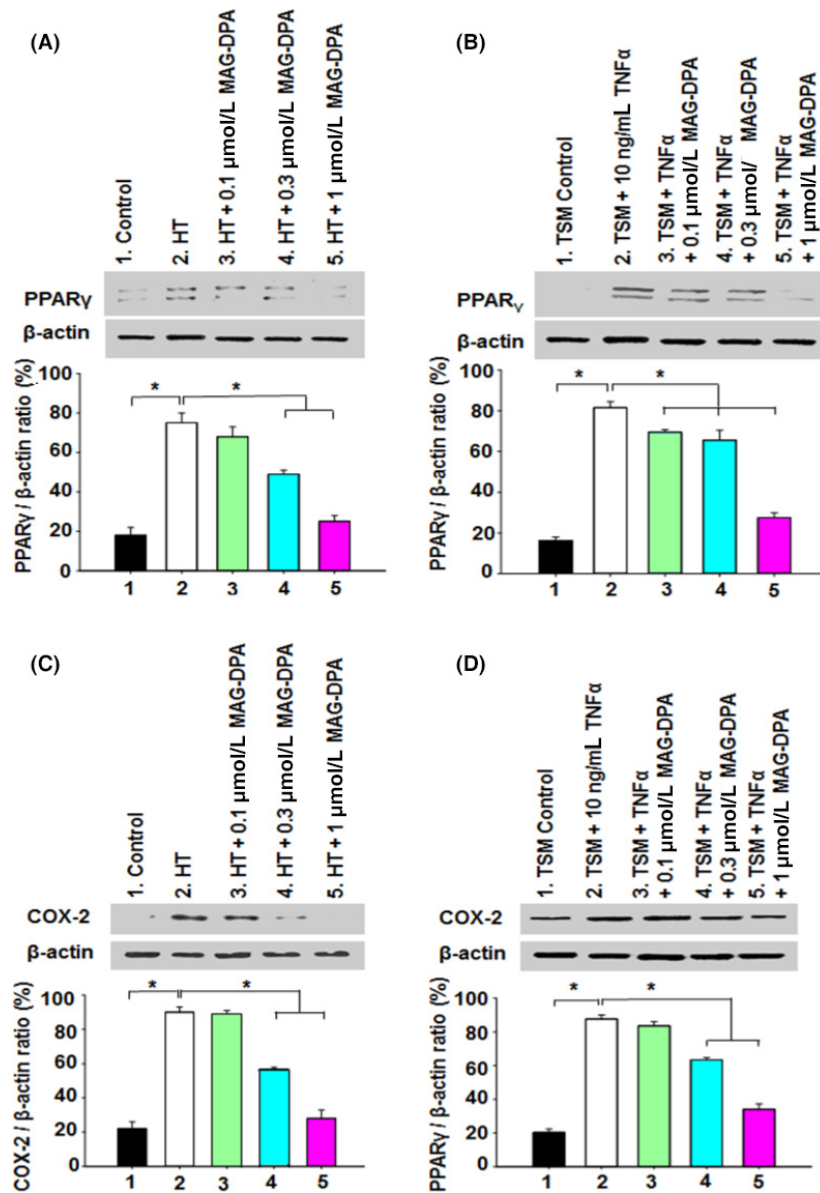 (A)
1. Control
2. HT
3. HT + 0.1 µmol/L MAG-DPA
4. HT + 0.3 µmol/L MAG-DPA
5. HT + 1 µmol/L MAG-DPA
PPARγ
β-actin
PPARγ / β-actin ratio (%)
100
80
60
40
20
0
*
*
1 2 3 4 5
(B)
1. TSM Control
2. TSM + 10 ng/mL TNFα
3. TSM + TNFα
+ 0.1 µmol/L MAG-DPA
4. TSM + TNFα
+ 0.3 µmol/ MAG-DPA
5. TSM + TNFα
+ 1 µmol/L MAG-DPA
PPARγ
β-actin
PPARγ / β-actin ratio (%)
100
80
60
40
20
0
*
*
1 2 3 4 5
(C)
1. Control
2. HT
3. HT + 0.1 µmol/L MAG-DPA
4. HT + 0.3 µmol/L MAG-DPA
5. HT + 1 µmol/L MAG-DPA
COX-2
β-actin
COX-2 / β-actin ratio (%)
100
80
60
40
20
0
*
*
1 2 3 4 5
(D)
1. TSM Control
2. TSM + 10 ng/mL TNFα
3. TSM + TNFα
+ 0.1 µmol/L MAG-DPA
4. TSM + TNFα
+ 0.3 µmol/L MAG-DPA
5. TSM + TNFα
+ 1 µmol/L MAG-DPA
COX-2
β-actin
PPARγ / β-actin ratio (%)
100
80
60
40
20
0
*
*
1 2 3 4 5